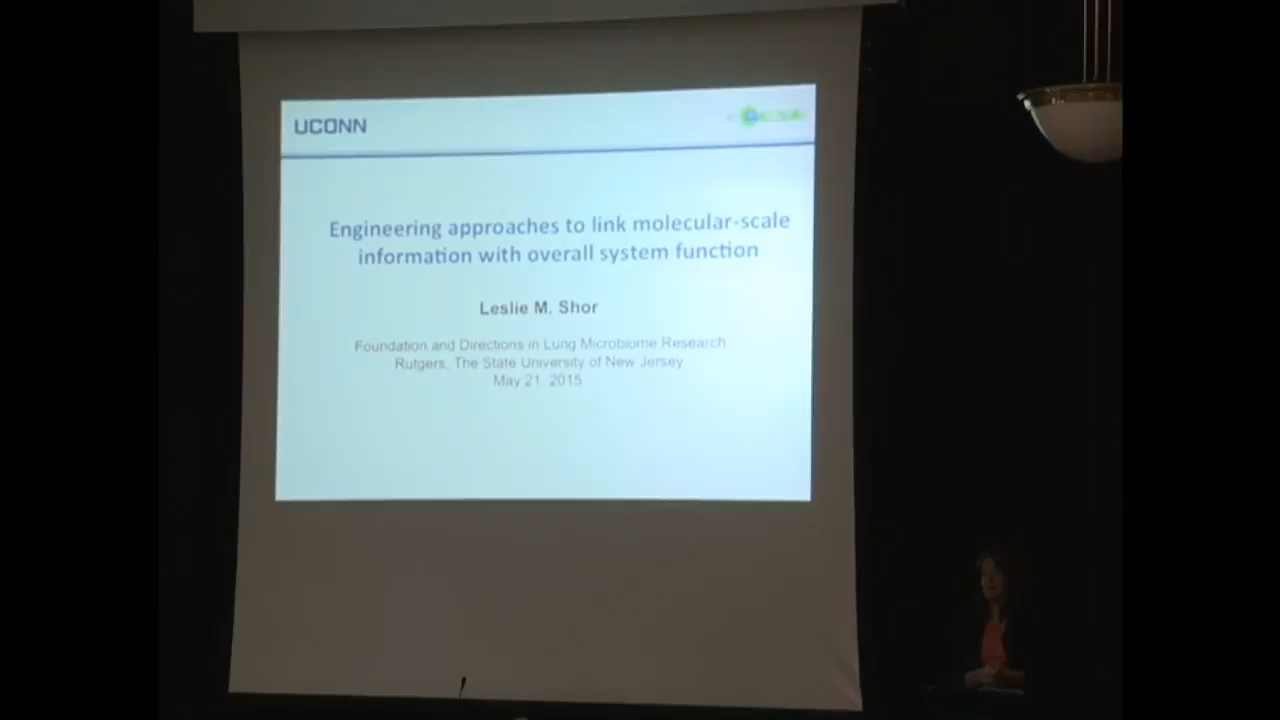 UCONN
Engineering approaches to link molecular-scale
information with overall system function
Leslie M. Shor
Foundation and Directions in Lung Microbiome Research
Rutgers, The State University of New Jersey
May 21, 2015